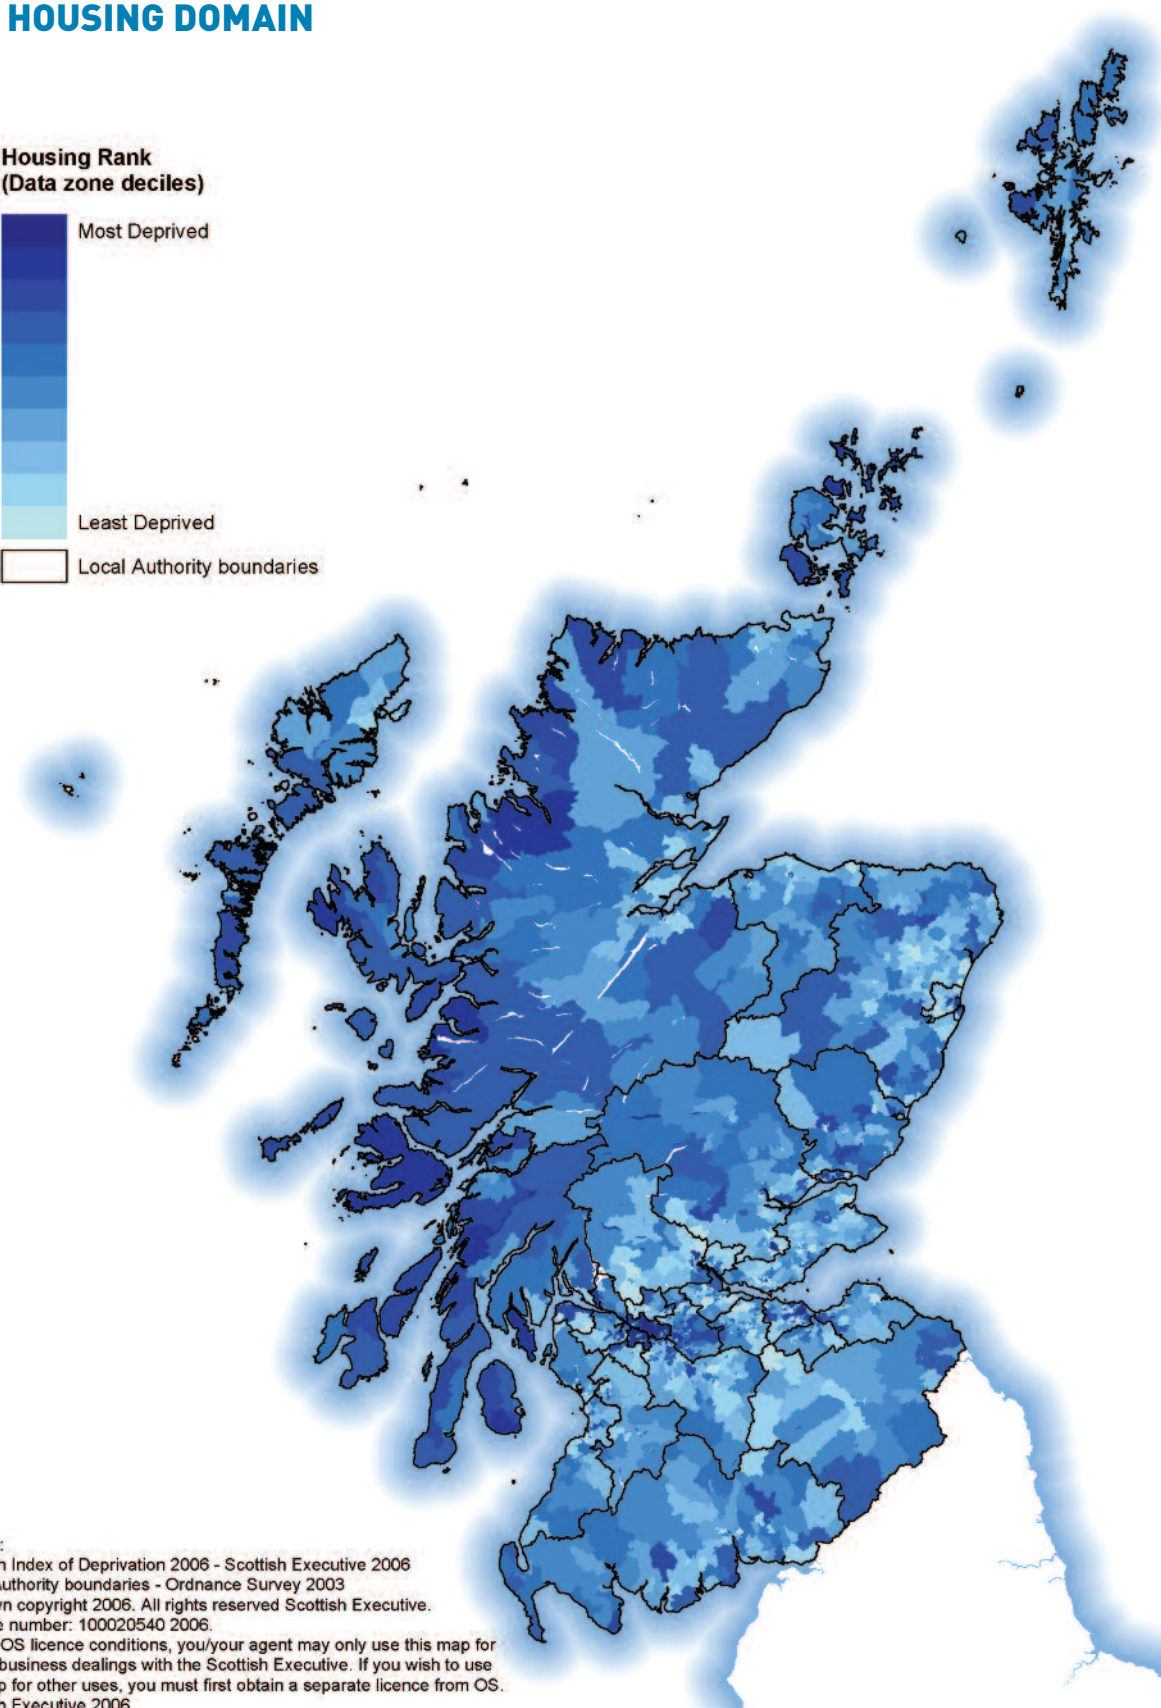 HOUSING DOMAIN
Housing Rank
(Data zone deciles)
Most Deprived
Least Deprived
Local Authority boundaries
:
n Index of Deprivation 2006 - Scottish Executive 2006
uthority boundaries - Ordnance Survey 2003
n copyright 2006. All rights reserved Scottish Executive.
e number: 100020540 2006.
OS licence conditions, you/your agent may only use this map for
business dealings with the Scottish Executive. If you wish to use
p for other uses, you must first obtain a separate licence from OS.
h Executive 2006